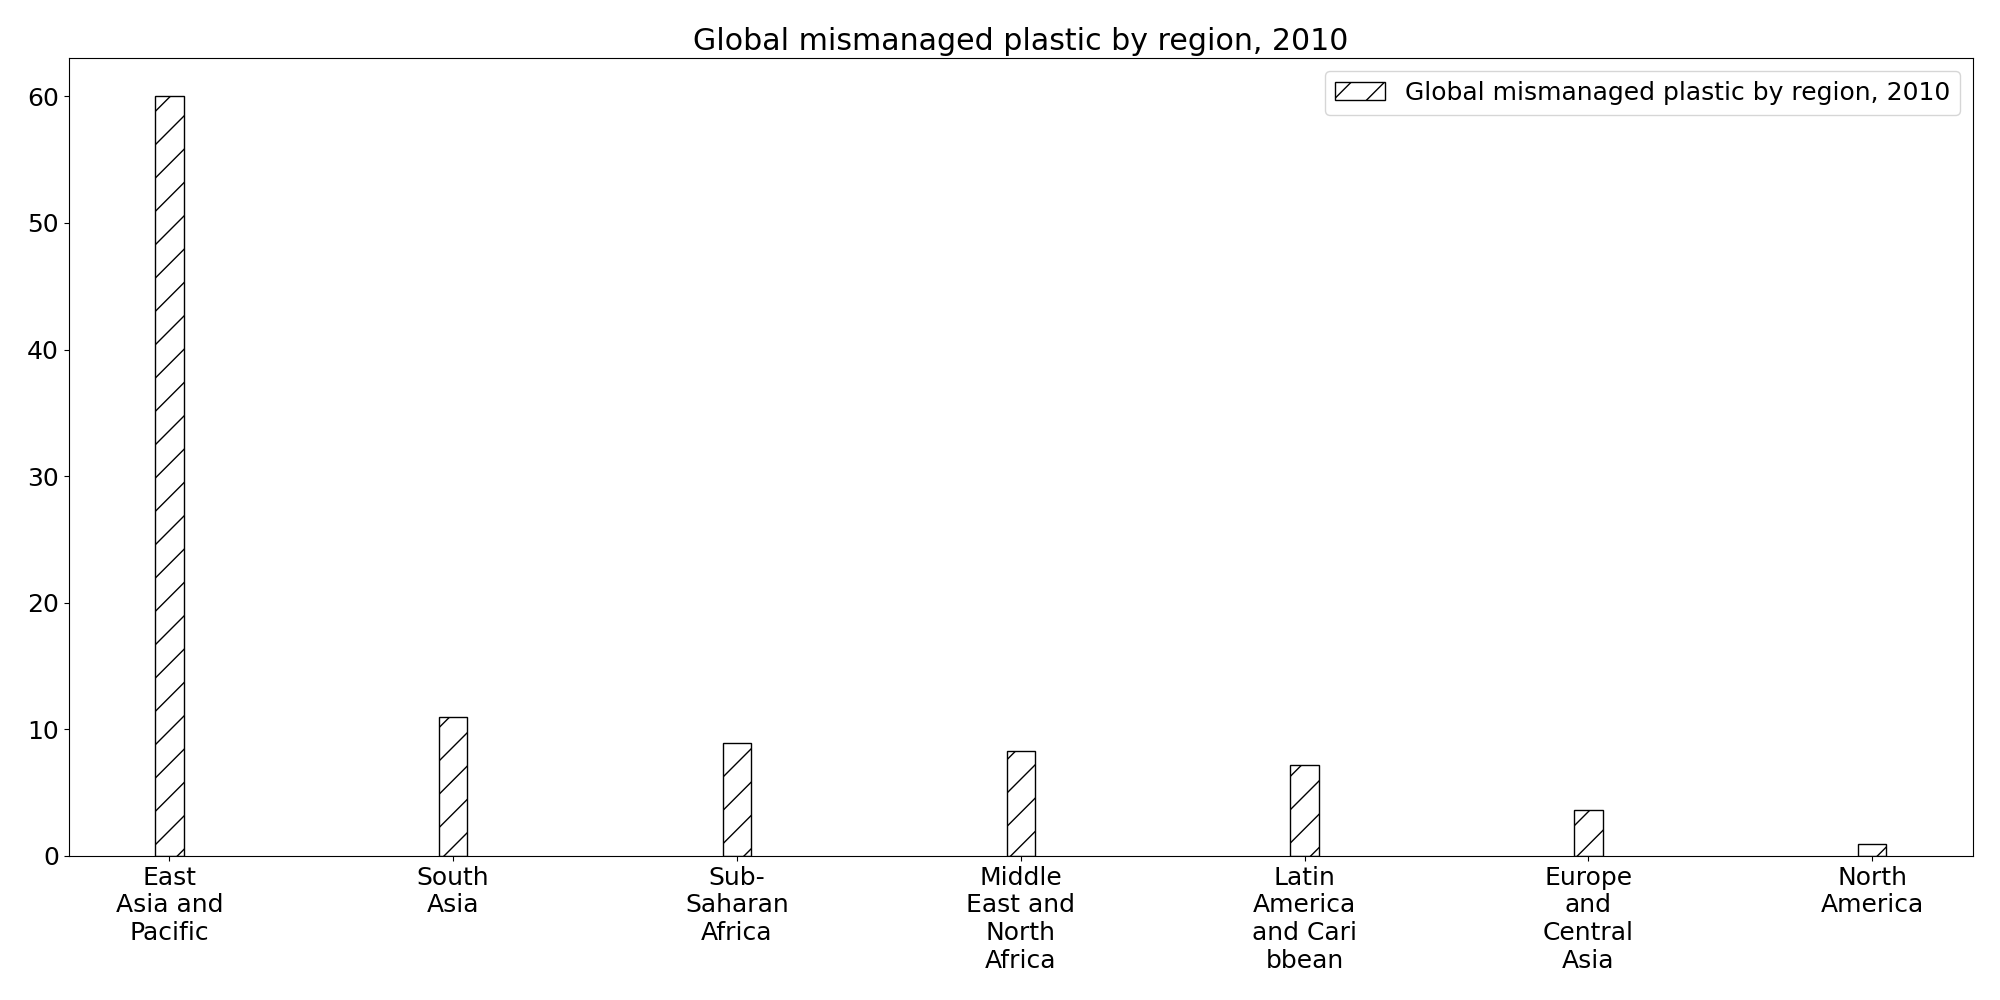 Global mismanaged plastic by region, 2010
Global mismanaged plastic by region, 2010
60
50
40
30
20
10
0
East
Asia and
Pacific
South
Asia
Sub-
Saharan
Africa
Middle
East and
North
Africa
Latin
America
and Cari
bbean
Europe
and
Central
Asia
North
America